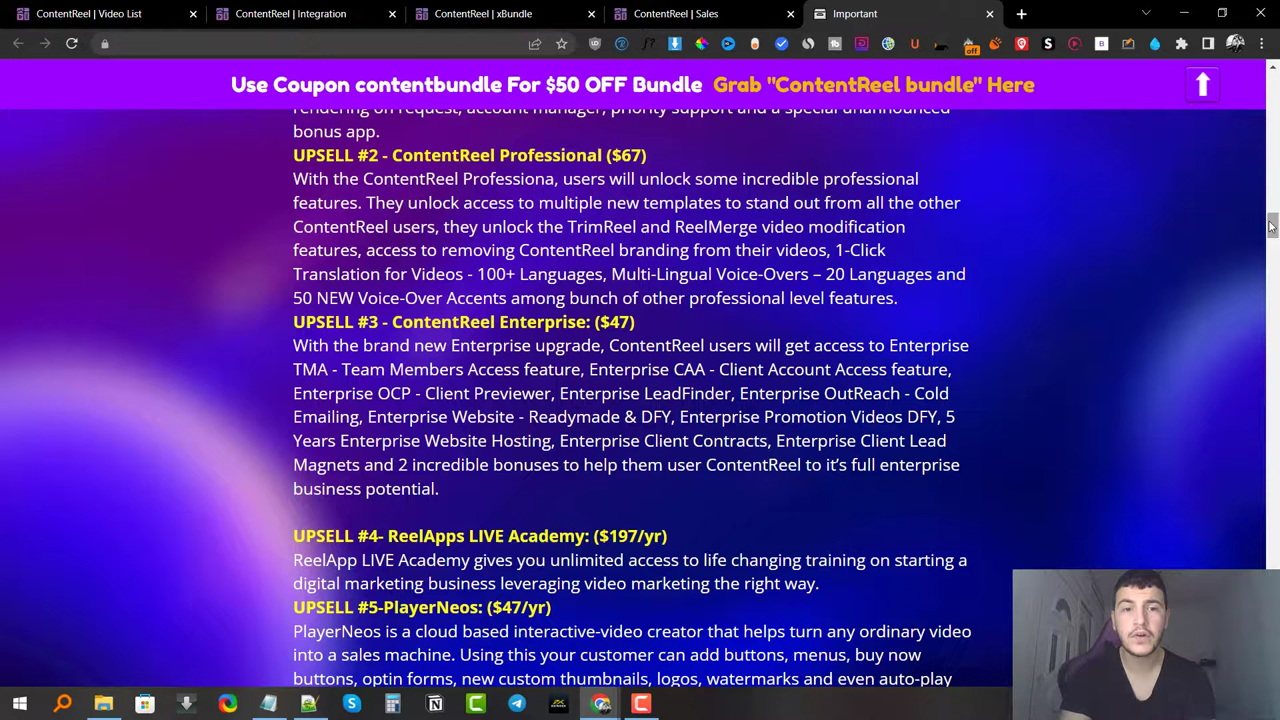 ContentReel | Video List
ContentReel | Integration
ContentReel | xBundle
ContentReel | Sales
Important
off
Use Coupon contentbundle For $50 OFF Bundle Grab "ContentReel bundle" Here
rendering on request, account manager, priority support and a special unannounced
bonus app.
UPSELL #2 - ContentReel Professional ($67)
With the ContentReel Professiona, users will unlock some incredible professional
features. They unlock access to multiple new templates to stand out from all the other
ContentReel users, they unlock the TrimReel and ReelMerge video modification
features, access to removing ContentReel branding from their videos, 1-Click
Translation for Videos - 100+ Languages, Multi-Lingual Voice-Overs – 20 Languages and
50 NEW Voice-Over Accents among bunch of other professional level features.
UPSELL #3 - ContentReel Enterprise: ($47)
With the brand new Enterprise upgrade, ContentReel users will get access to Enterprise
TMA - Team Members Access feature, Enterprise CAA - Client Account Access feature,
Enterprise OCP - Client Previewer, Enterprise LeadFinder, Enterprise OutReach - Cold
Emailing, Enterprise Website - Readymade & DFY, Enterprise Promotion Videos DFY, 5
Years Enterprise Website Hosting, Enterprise Client Contracts, Enterprise Client Lead
Magnets and 2 incredible bonuses to help them user ContentReel to it's full enterprise
business potential.
UPSELL #4- ReelApps LIVE Academy: ($197/yr)
ReelApp LIVE Academy gives you unlimited access to life changing training on starting a
digital marketing business leveraging video marketing the right way.
UPSELL #5-PlayerNeos: ($47/yr)
PlayerNeos is a cloud based interactive-video creator that helps turn any ordinary video
into a sales machine. Using this your customer can add buttons, menus, buy now
buttons, optin forms, new custom thumbnails, logos, watermarks and even auto-play